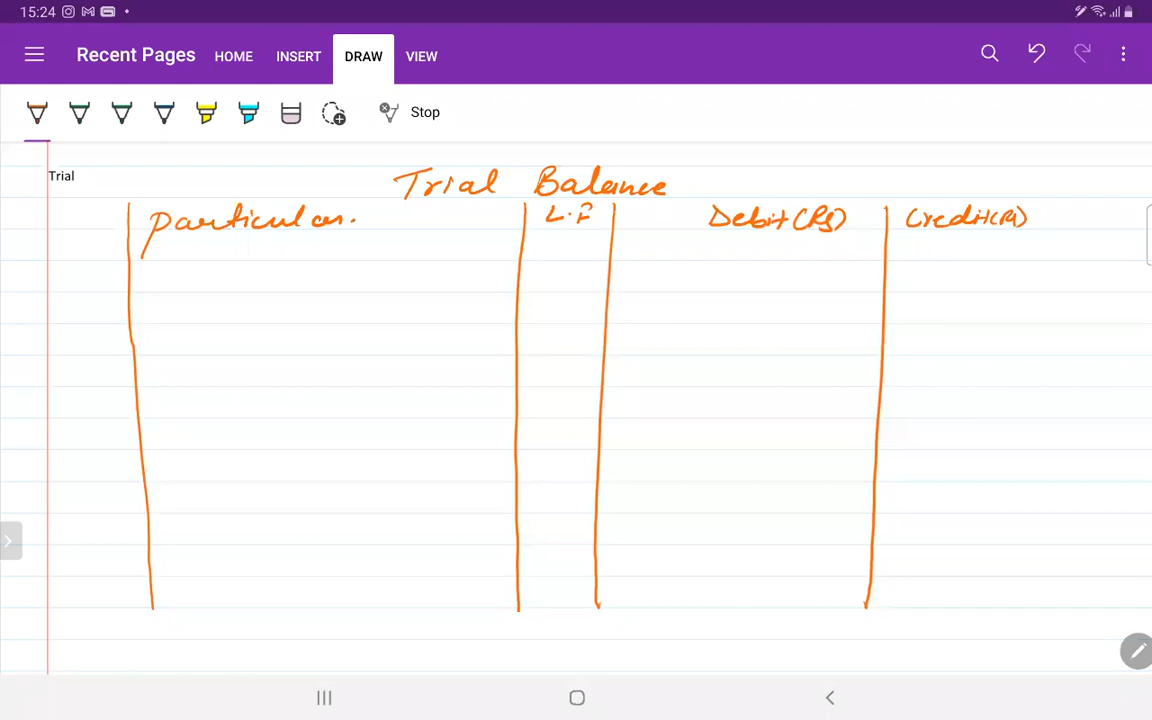 15:24
Recent Pages HOME INSERT DRAW VIEW
Stop
Trial
Trial Balance
Particulars. L.F Debit(Rs) Credit(Rs)